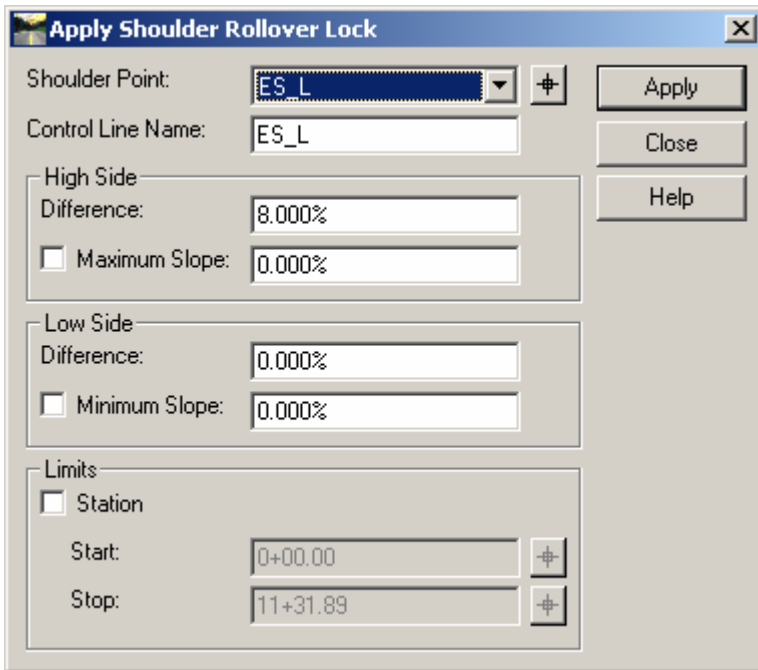 Apply Shoulder Rollover Lock
Shoulder Point: ES_L
Apply
Control Line Name: ES_L
Close
High Side
Help
Difference: 8.000%
Maximum Slope: 0.000%
Low Side
Difference: 0.000%
Minimum Slope: 0.000%
Limits
Station
Start: 0+00.00
Stop: 11+31.89